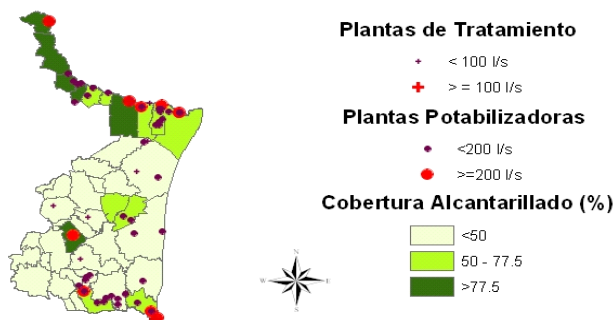 Plantas de Tratamiento
< 100 l/s
> = 100 l/s
Plantas Potabilizadoras
<200 l/s
>=200 l/s
Cobertura Alcantarillado (%)
<50
50 - 77.5
>77.5
N
W E
S